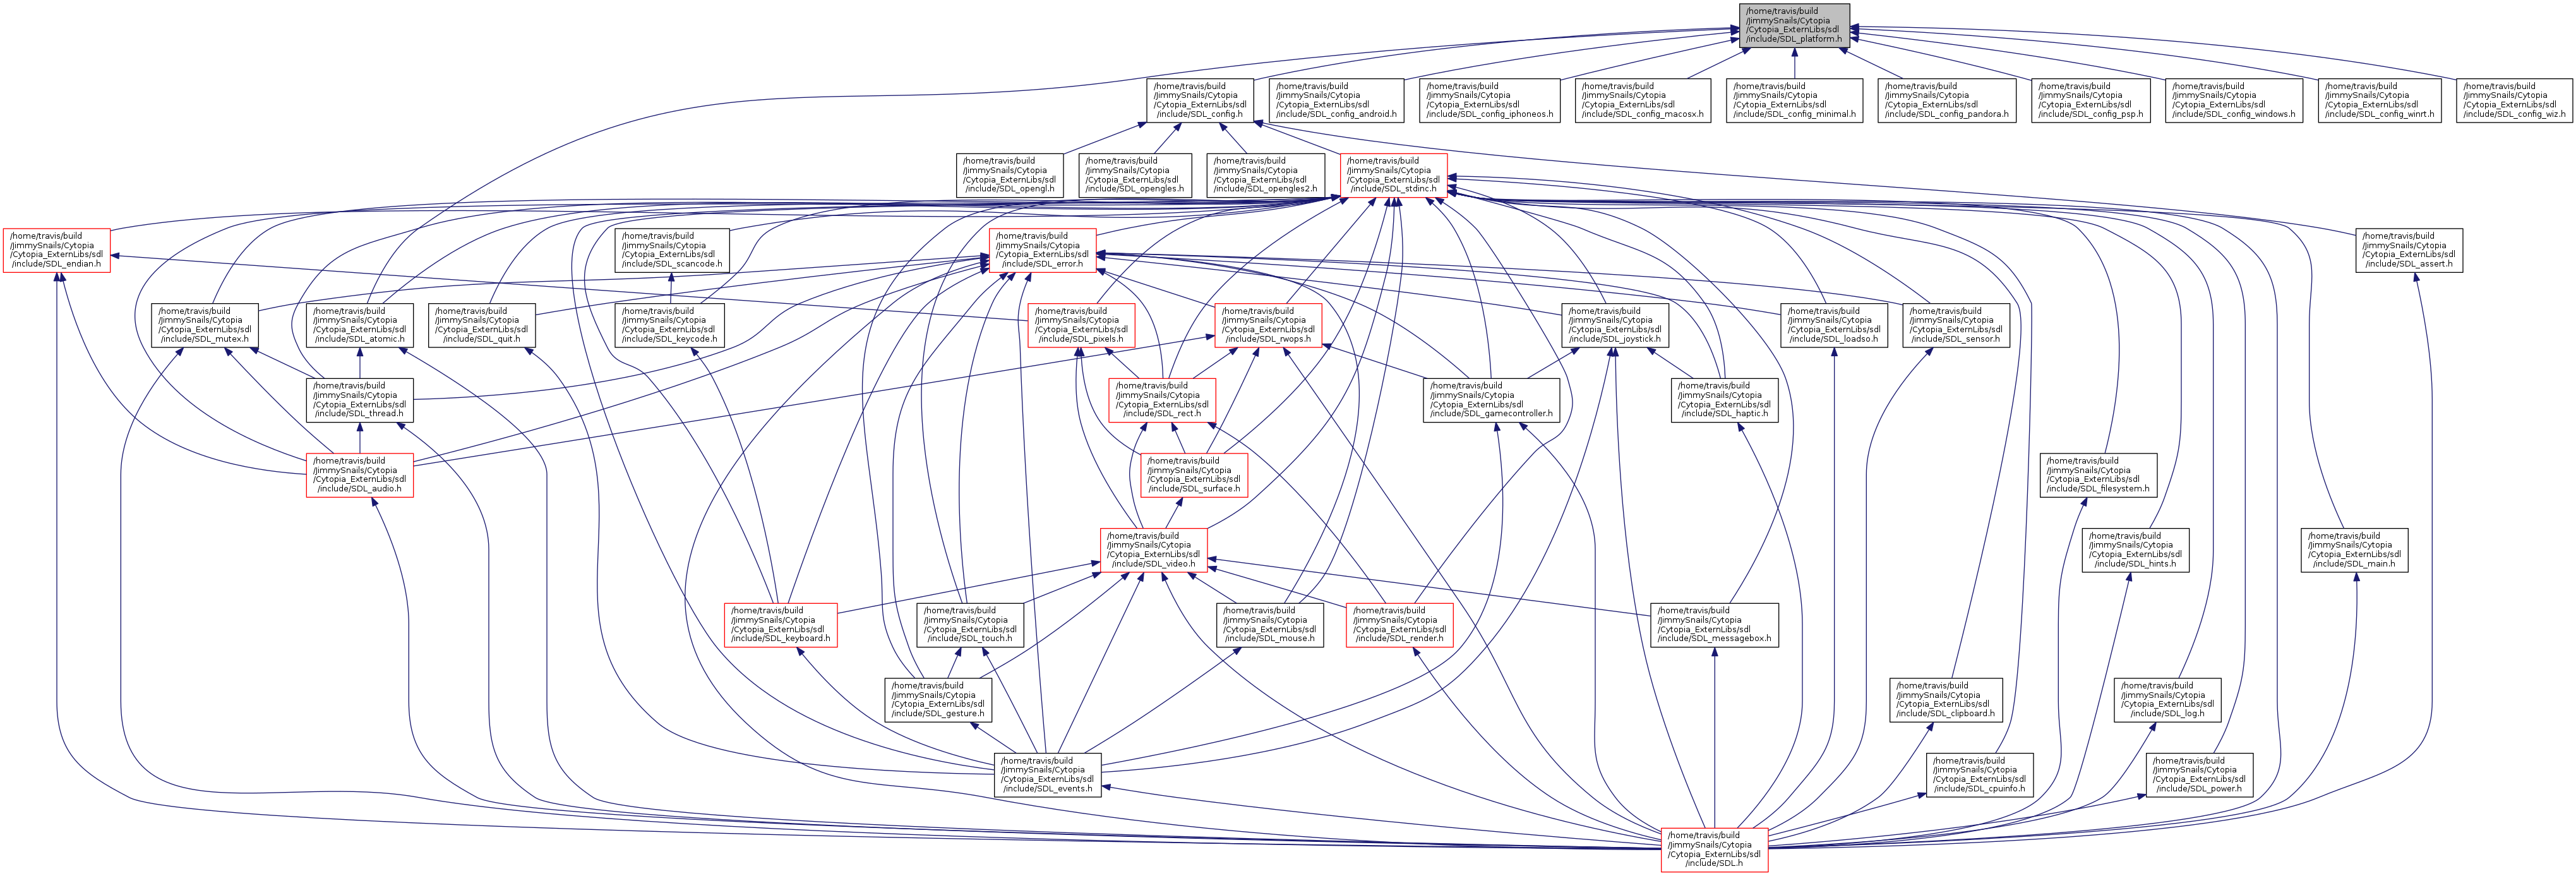 /home/travis/build
/JimmySnails/Cytopia
/Cytopia_ExternLibs/sdl
/include/SDL_platform.h
/home/travis/build
/JimmySnails/Cytopia
/Cytopia_ExternLibs/sdl
/include/SDL_config.h
/home/travis/build
/JimmySnails/Cytopia
/Cytopia_ExternLibs/sdl
/include/SDL_config_android.h
/home/travis/build
/JimmySnails/Cytopia
/Cytopia_ExternLibs/sdl
/include/SDL_config_iphoneos.h
/home/travis/build
/JimmySnails/Cytopia
/Cytopia_ExternLibs/sdl
/include/SDL_config_macosx.h
/home/travis/build
/JimmySnails/Cytopia
/Cytopia_ExternLibs/sdl
/include/SDL_config_minimal.h
/home/travis/build
/JimmySnails/Cytopia
/Cytopia_ExternLibs/sdl
/include/SDL_config_pandora.h
/home/travis/build
/JimmySnails/Cytopia
/Cytopia_ExternLibs/sdl
/include/SDL_config_psp.h
/home/travis/build
/JimmySnails/Cytopia
/Cytopia_ExternLibs/sdl
/include/SDL_config_windows.h
/home/travis/build
/JimmySnails/Cytopia
/Cytopia_ExternLibs/sdl
/include/SDL_config_winrt.h
/home/travis/build
/JimmySnails/Cytopia
/Cytopia_ExternLibs/sdl
/include/SDL_config_wiz.h
/home/travis/build
/JimmySnails/Cytopia
/Cytopia_ExternLibs/sdl
/include/SDL_opengl.h
/home/travis/build
/JimmySnails/Cytopia
/Cytopia_ExternLibs/sdl
/include/SDL_opengles.h
/home/travis/build
/JimmySnails/Cytopia
/Cytopia_ExternLibs/sdl
/include/SDL_opengles2.h
/home/travis/build
/JimmySnails/Cytopia
/Cytopia_ExternLibs/sdl
/include/SDL_stdinc.h
/home/travis/build
/JimmySnails/Cytopia
/Cytopia_ExternLibs/sdl
/include/SDL_endian.h
/home/travis/build
/JimmySnails/Cytopia
/Cytopia_ExternLibs/sdl
/include/SDL_scancode.h
/home/travis/build
/JimmySnails/Cytopia
/Cytopia_ExternLibs/sdl
/include/SDL_error.h
/home/travis/build
/JimmySnails/Cytopia
/Cytopia_ExternLibs/sdl
/include/SDL_assert.h
/home/travis/build
/JimmySnails/Cytopia
/Cytopia_ExternLibs/sdl
/include/SDL_mutex.h
/home/travis/build
/JimmySnails/Cytopia
/Cytopia_ExternLibs/sdl
/include/SDL_atomic.h
/home/travis/build
/JimmySnails/Cytopia
/Cytopia_ExternLibs/sdl
/include/SDL_quit.h
/home/travis/build
/JimmySnails/Cytopia
/Cytopia_ExternLibs/sdl
/include/SDL_keycode.h
/home/travis/build
/JimmySnails/Cytopia
/Cytopia_ExternLibs/sdl
/include/SDL_pixels.h
/home/travis/build
/JimmySnails/Cytopia
/Cytopia_ExternLibs/sdl
/include/SDL_rwops.h
/home/travis/build
/JimmySnails/Cytopia
/Cytopia_ExternLibs/sdl
/include/SDL_joystick.h
/home/travis/build
/JimmySnails/Cytopia
/Cytopia_ExternLibs/sdl
/include/SDL_loadso.h
/home/travis/build
/JimmySnails/Cytopia
/Cytopia_ExternLibs/sdl
/include/SDL_sensor.h
/home/travis/build
/JimmySnails/Cytopia
/Cytopia_ExternLibs/sdl
/include/SDL_thread.h
/home/travis/build
/JimmySnails/Cytopia
/Cytopia_ExternLibs/sdl
/include/SDL_rect.h
/home/travis/build
/JimmySnails/Cytopia
/Cytopia_ExternLibs/sdl
/include/SDL_gamecontroller.h
/home/travis/build
/JimmySnails/Cytopia
/Cytopia_ExternLibs/sdl
/include/SDL_haptic.h
/home/travis/build
/JimmySnails/Cytopia
/Cytopia_ExternLibs/sdl
/include/SDL_audio.h
/home/travis/build
/JimmySnails/Cytopia
/Cytopia_ExternLibs/sdl
/include/SDL_surface.h
/home/travis/build
/JimmySnails/Cytopia
/Cytopia_ExternLibs/sdl
/include/SDL_filesystem.h
/home/travis/build
/JimmySnails/Cytopia
/Cytopia_ExternLibs/sdl
/include/SDL_video.h
/home/travis/build
/JimmySnails/Cytopia
/Cytopia_ExternLibs/sdl
/include/SDL_hints.h
/home/travis/build
/JimmySnails/Cytopia
/Cytopia_ExternLibs/sdl
/include/SDL_main.h
/home/travis/build
/JimmySnails/Cytopia
/Cytopia_ExternLibs/sdl
/include/SDL_keyboard.h
/home/travis/build
/JimmySnails/Cytopia
/Cytopia_ExternLibs/sdl
/include/SDL_touch.h
/home/travis/build
/JimmySnails/Cytopia
/Cytopia_ExternLibs/sdl
/include/SDL_mouse.h
/home/travis/build
/JimmySnails/Cytopia
/Cytopia_ExternLibs/sdl
/include/SDL_render.h
/home/travis/build
/JimmySnails/Cytopia
/Cytopia_ExternLibs/sdl
/include/SDL_messagebox.h
/home/travis/build
/JimmySnails/Cytopia
/Cytopia_ExternLibs/sdl
/include/SDL_gesture.h
/home/travis/build
/JimmySnails/Cytopia
/Cytopia_ExternLibs/sdl
/include/SDL_clipboard.h
/home/travis/build
/JimmySnails/Cytopia
/Cytopia_ExternLibs/sdl
/include/SDL_log.h
/home/travis/build
/JimmySnails/Cytopia
/Cytopia_ExternLibs/sdl
/include/SDL_events.h
/home/travis/build
/JimmySnails/Cytopia
/Cytopia_ExternLibs/sdl
/include/SDL_cpuinfo.h
/home/travis/build
/JimmySnails/Cytopia
/Cytopia_ExternLibs/sdl
/include/SDL_power.h
/home/travis/build
/JimmySnails/Cytopia
/Cytopia_ExternLibs/sdl
/include/SDL.h